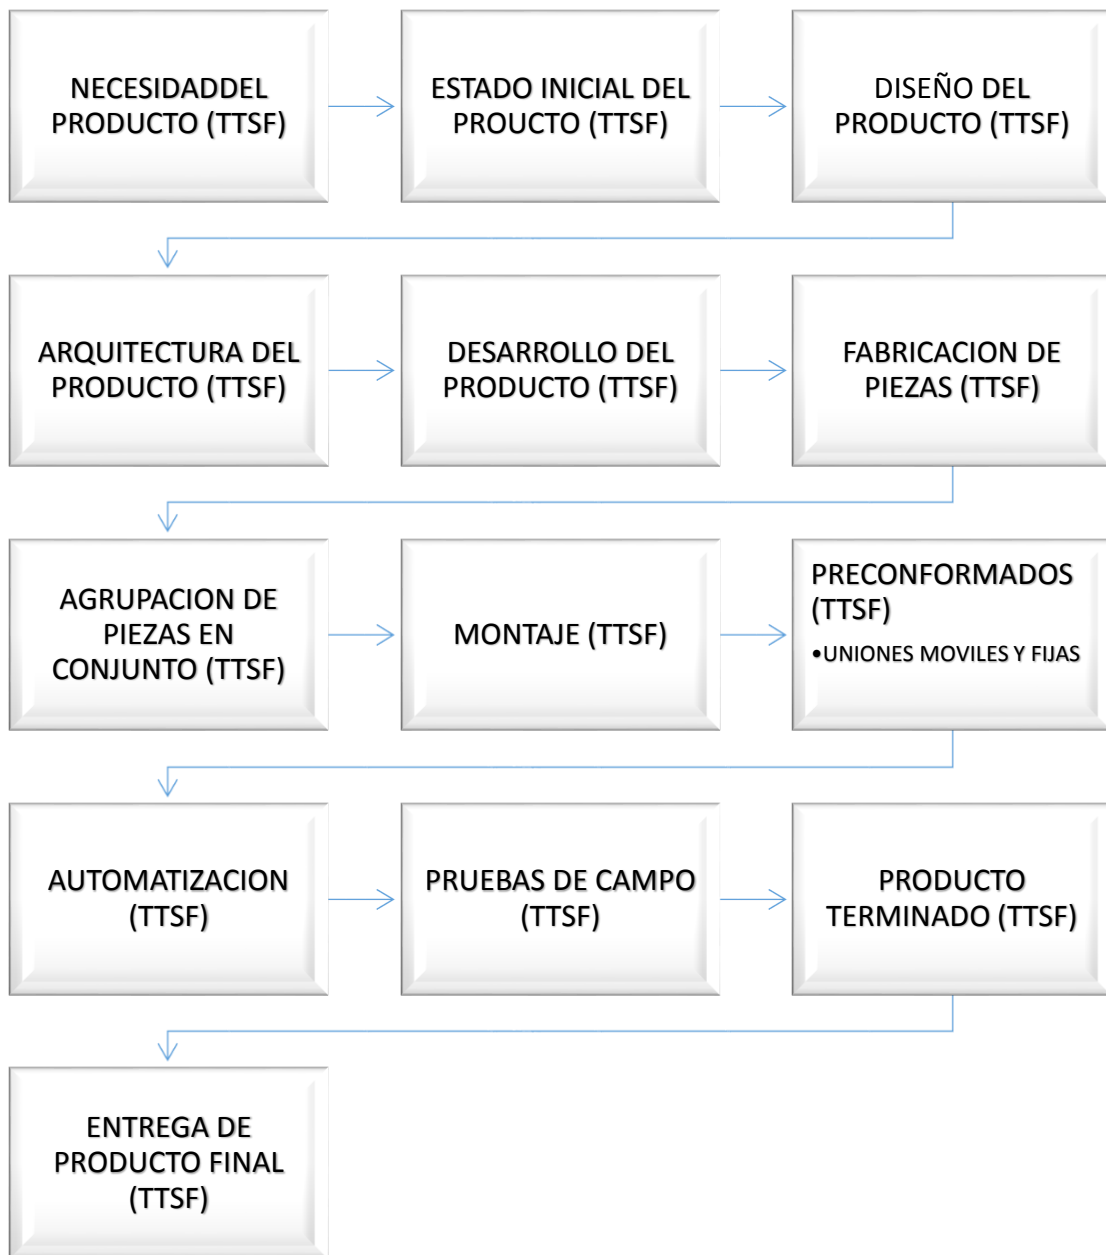 NECESIDADDEL
PRODUCTO (TTSF)
ESTADO INICIAL DEL
PROUCTO (TTSF)
DISEÑO DEL
PRODUCTO (TTSF)
ARQUITECTURA DEL
PRODUCTO (TTSF)
DESARROLLO DEL
PRODUCTO (TTSF)
FABRICACION DE
PIEZAS (TTSF)
AGRUPACION DE
PIEZAS EN
CONJUNTO (TTSF)
MONTAJE (TTSF)
PRECONFORMADOS
(TTSF)
•UNIONES MOVILES Y FIJAS
AUTOMATIZACION
(TTSF)
PRUEBAS DE CAMPO
(TTSF)
PRODUCTO
TERMINADO (TTSF)
ENTREGA DE
PRODUCTO FINAL
(TTSF)